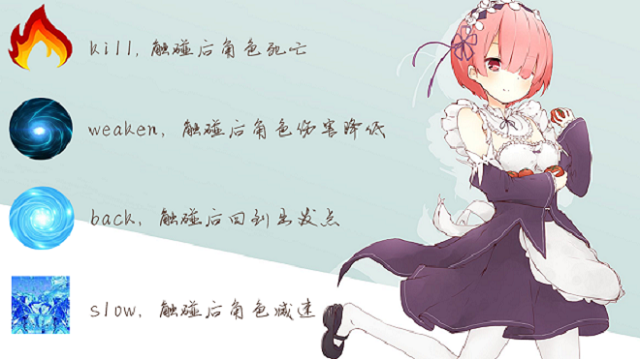 kill, 触碰后角色死亡
weaken, 触碰后角色伤害降低
back, 触碰后回到出发点
slow, 触碰后角色减速